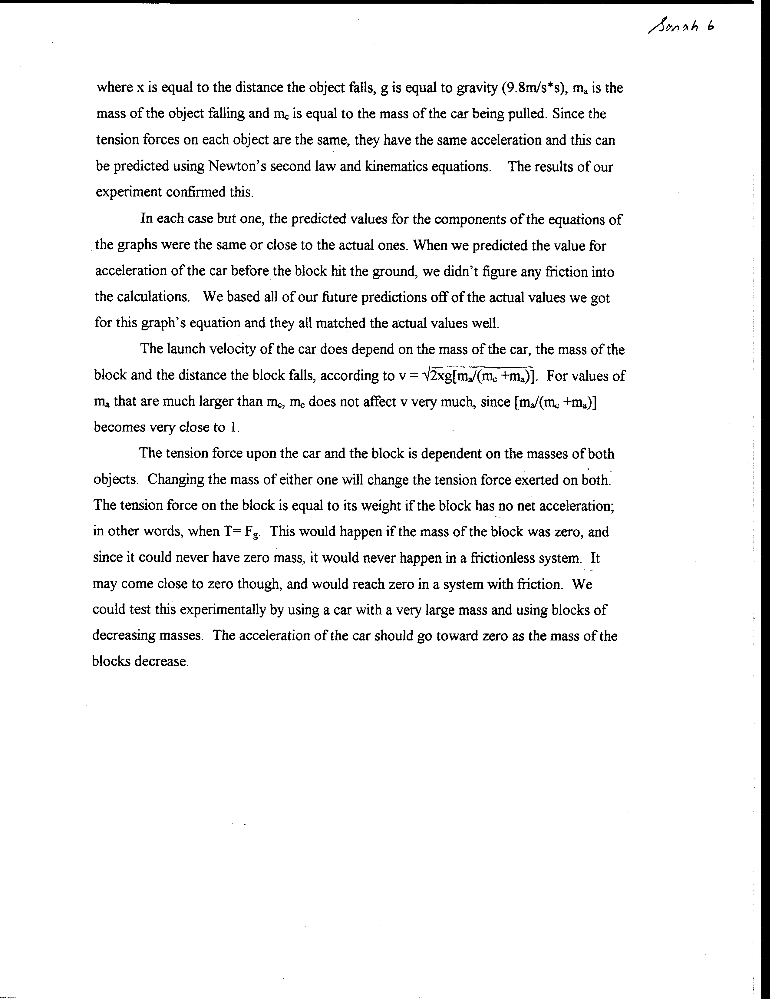 Sarah 6
where x is equal to the distance the object falls, g is equal to gravity (9.8m/s*s), mₐ is the
mass of the object falling and m꜀ is equal to the mass of the car being pulled. Since the
tension forces on each object are the same, they have the same acceleration and this can
be predicted using Newton's second law and kinematics equations. The results of our
experiment confirmed this.
In each case but one, the predicted values for the components of the equations of
the graphs were the same or close to the actual ones. When we predicted the value for
acceleration of the car before the block hit the ground, we didn't figure any friction into
the calculations. We based all of our future predictions off of the actual values we got
for this graph's equation and they all matched the actual values well.
The launch velocity of the car does depend on the mass of the car, the mass of the
block and the distance the block falls, according to v = √2xg[mₐ/(m꜀ +mₐ)]. For values of
mₐ that are much larger than m꜀, m꜀ does not affect v very much, since [mₐ/(m꜀ +mₐ)]
becomes very close to 1.
The tension force upon the car and the block is dependent on the masses of both
objects. Changing the mass of either one will change the tension force exerted on both.
The tension force on the block is equal to its weight if the block has no net acceleration;
in other words, when T= Fg. This would happen if the mass of the block was zero, and
since it could never have zero mass, it would never happen in a frictionless system. It
may come close to zero though, and would reach zero in a system with friction. We
could test this experimentally by using a car with a very large mass and using blocks of
decreasing masses. The acceleration of the car should go toward zero as the mass of the
blocks decrease.